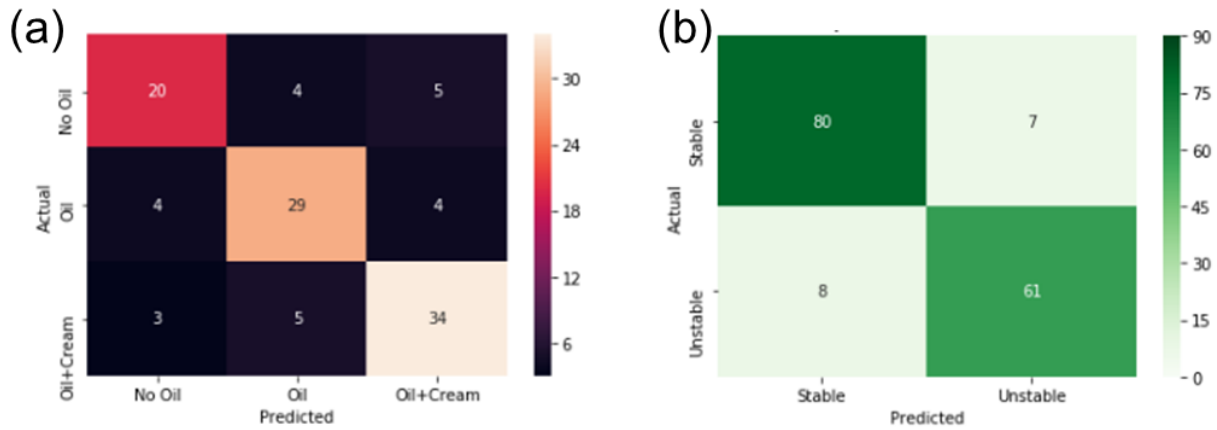 (a)
No Oil
Oil
Oil+Cream
Actual
20 4 5
4 29 4
3 5 34
No Oil Oil Oil+Cream
Predicted
30
24
18
12
6
(b)
Stable
Unstable
Actual
80 7
8 61
Stable Unstable
Predicted
90
75
60
45
30
15
0